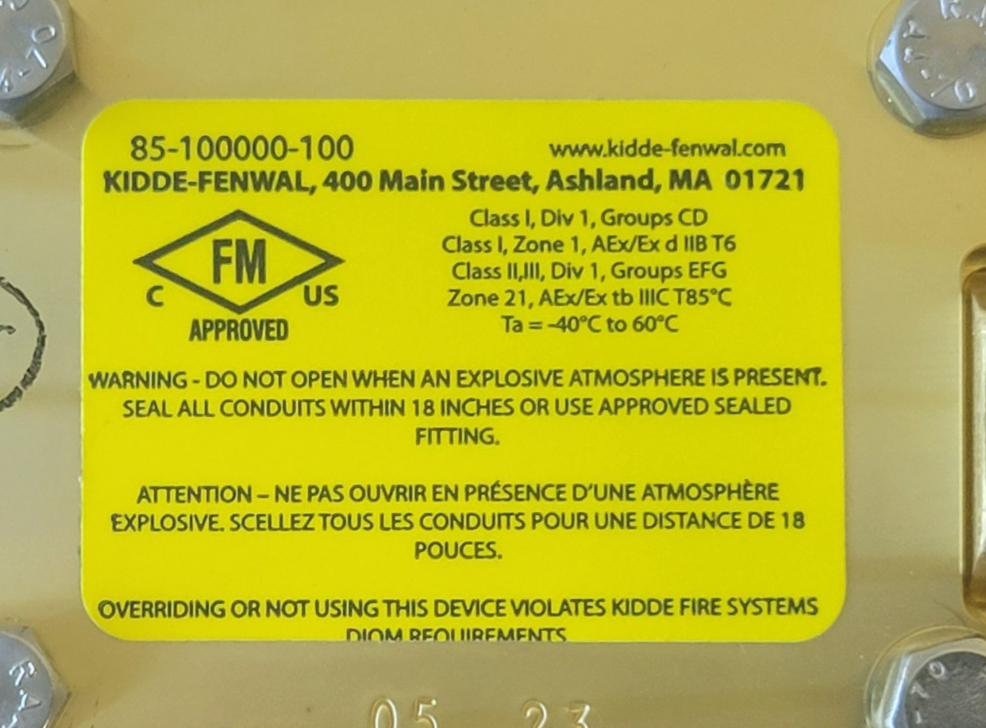 85-100000-100
www.kidde-fenwal.com
KIDDE-FENWAL, 400 Main Street, Ashland, MA 01721
FM
C US
APPROVED
Class I, Div 1, Groups CD
Class I, Zone 1, AEx/Ex d IIB T6
Class II,III, Div 1, Groups EFG
Zone 21, AEx/Ex tb IIIC T85°C
Ta = -40°C to 60°C
WARNING - DO NOT OPEN WHEN AN EXPLOSIVE ATMOSPHERE IS PRESENT.
SEAL ALL CONDUITS WITHIN 18 INCHES OR USE APPROVED SEALED
FITTING.
ATTENTION – NE PAS OUVRIR EN PRÉSENCE D'UNE ATMOSPHÈRE
EXPLOSIVE. SCELLEZ TOUS LES CONDUITS POUR UNE DISTANCE DE 18
POUCES.
OVERRIDING OR NOT USING THIS DEVICE VIOLATES KIDDE FIRE SYSTEMS
DIOM REQUIREMENTS
05 23